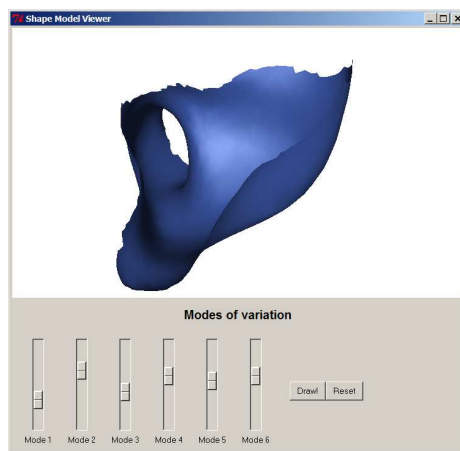 Shape Model Viewer
Modes of variation
Draw! Reset
Mode 1 Mode 2 Mode 3 Mode 4 Mode 5 Mode 6